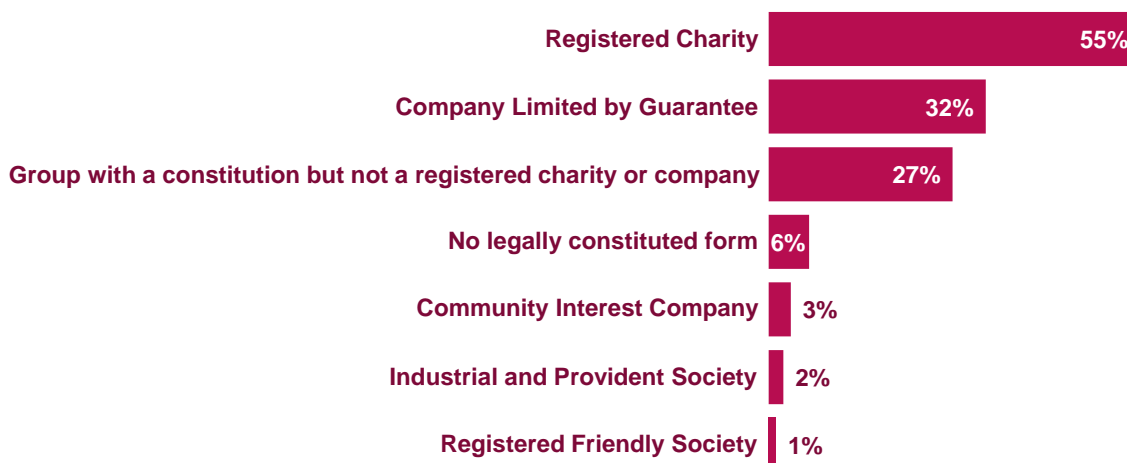 Registered Charity 55%
Company Limited by Guarantee 32%
Group with a constitution but not a registered charity or company 27%
No legally constituted form 6%
Community Interest Company 3%
Industrial and Provident Society 2%
Registered Friendly Society 1%